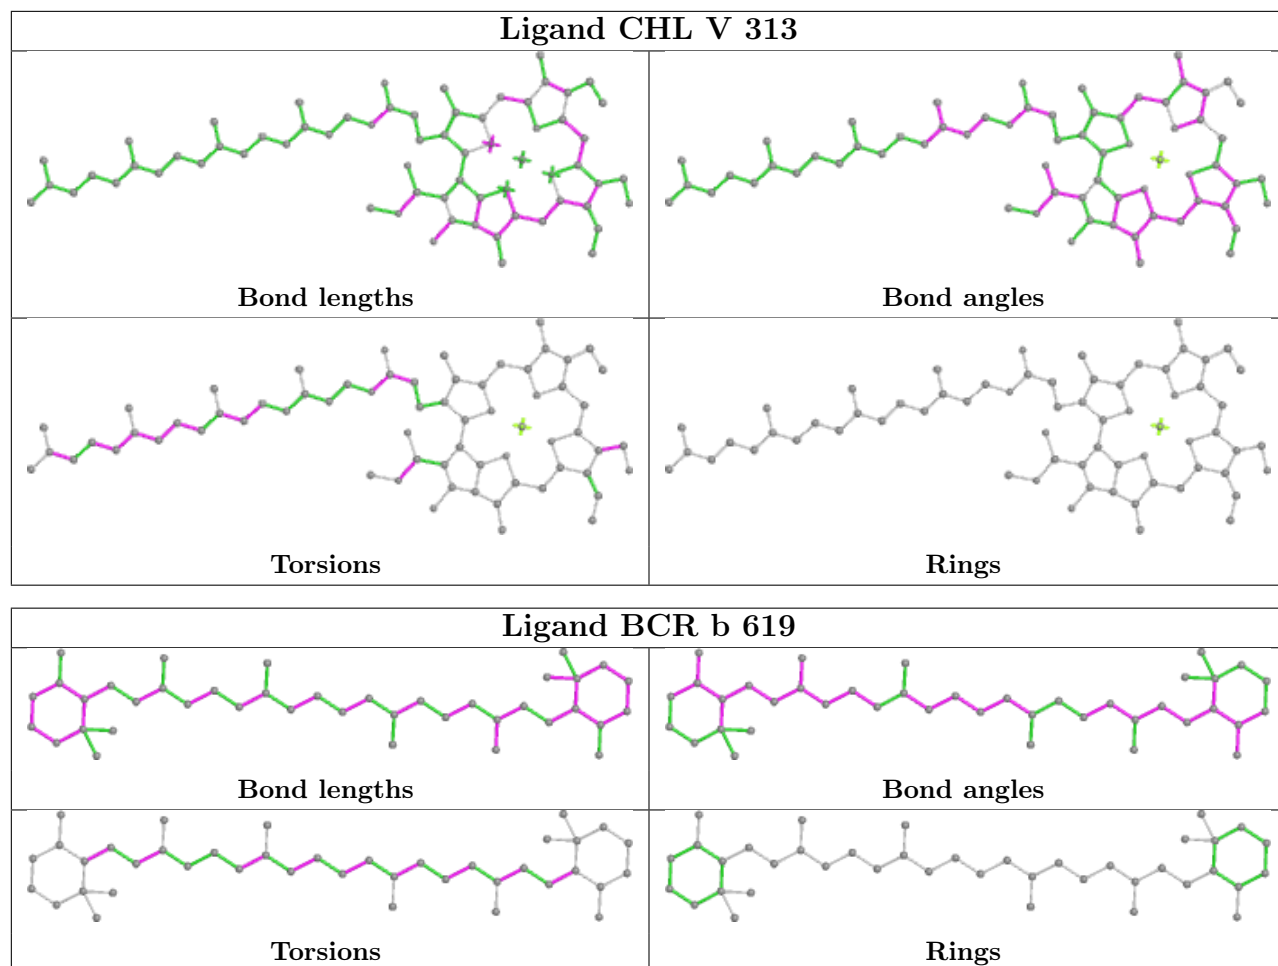 Ligand CHL V 313
Bond lengths
Bond angles
Torsions
Rings
Ligand BCR b 619
Bond lengths
Bond angles
Torsions
Rings